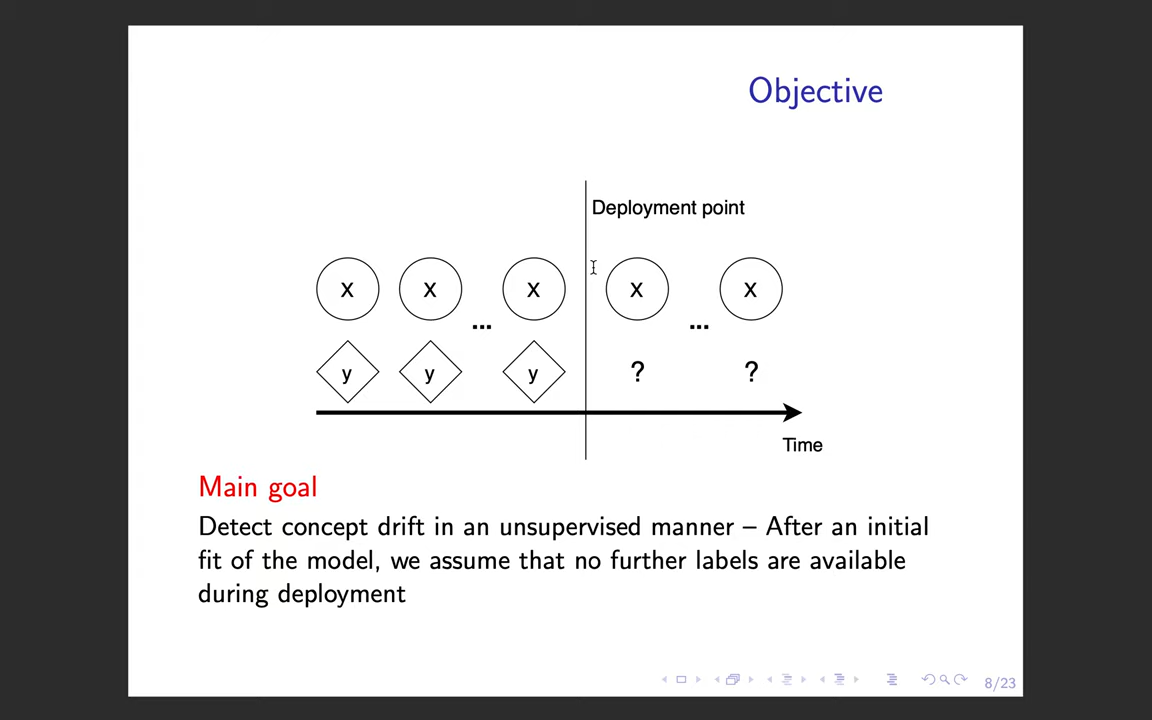 Objective
Deployment point
x x x x x
... ...
y y y ? ?
Time
Main goal
Detect concept drift in an unsupervised manner – After an initial
fit of the model, we assume that no further labels are available
during deployment
8/23